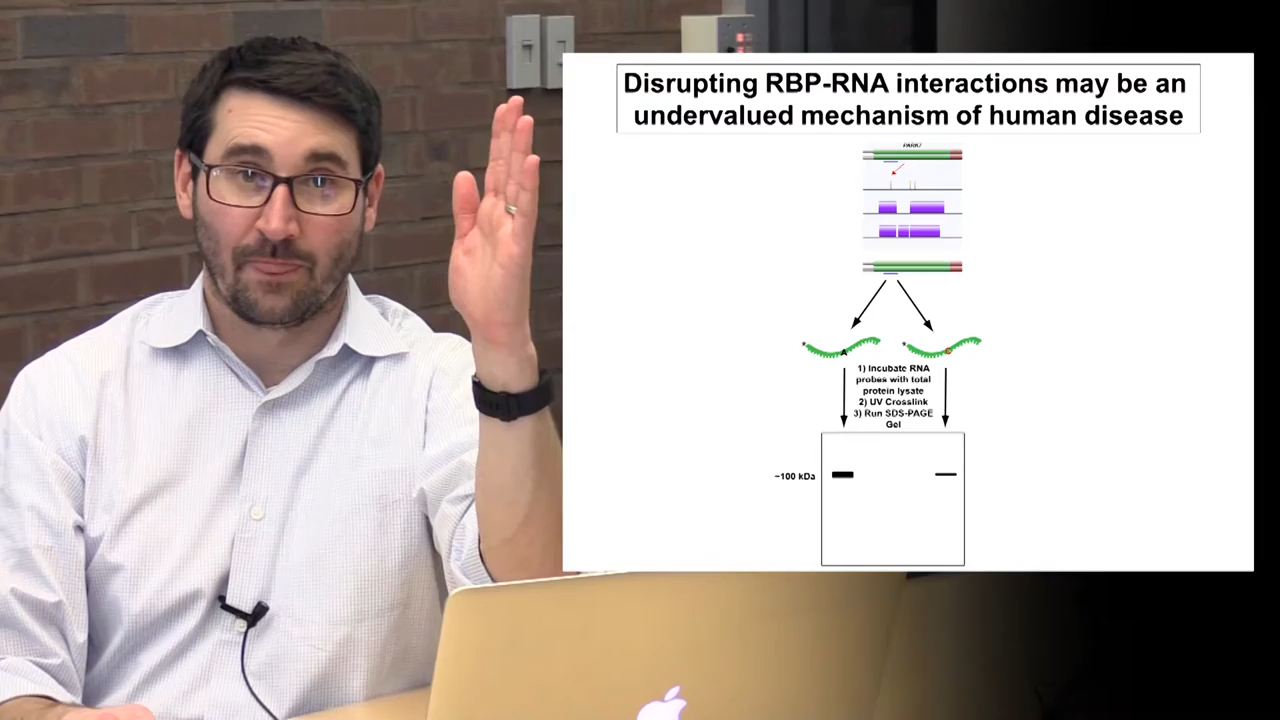 Disrupting RBP-RNA interactions may be an
undervalued mechanism of human disease
PARK7
* A
* C
1) Incubate RNA
probes with total
protein lysate
2) UV Crosslink
3) Run SDS-PAGE
Gel
~100 kDa